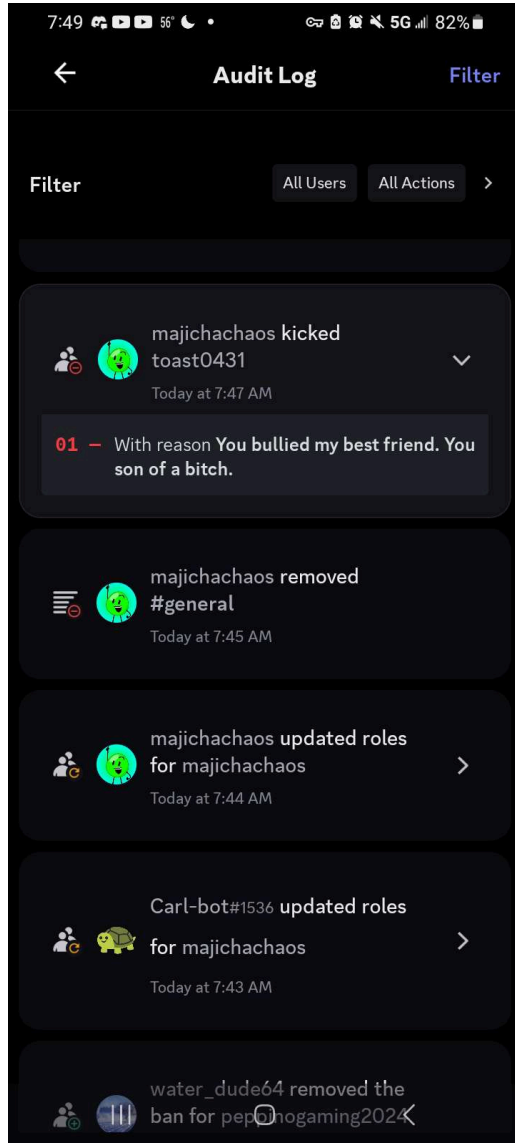 7:49 56° 5G 82%
Audit Log Filter
Filter All Users All Actions
majichachaos kicked
toast0431
Today at 7:47 AM
01 — With reason You bullied my best friend. You
son of a bitch.
majichachaos removed
#general
Today at 7:45 AM
majichachaos updated roles
for majichachaos
Today at 7:44 AM
Carl-bot#1536 updated roles
for majichachaos
Today at 7:43 AM
water_dude64 removed the
ban for peppinogaming2024